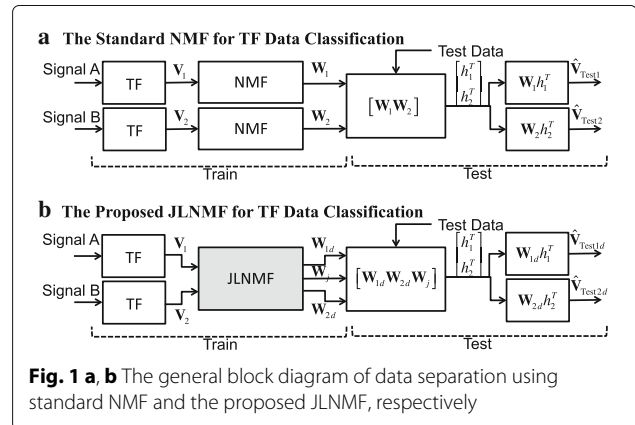 a The Standard NMF for TF Data Classification
Test Data
Signal A
TF
V₁
NMF
W₁
Signal B
TF
V₂
NMF
W₂
[W₁W₂]
[h₁ᵀ
h₂ᵀ]
W₁h₁ᵀ
V̂Test1
W₂h₂ᵀ
V̂Test2
Train
Test
b The Proposed JLNMF for TF Data Classification
Test Data
Signal A
TF
V₁
Signal B
TF
V₂
JLNMF
W1d
Wj
W2d
[W1dW2dWj]
[h₁ᵀ
h₂ᵀ]
W1dh₁ᵀ
V̂Test1d
W2dh₂ᵀ
V̂Test2d
Train
Test
Fig. 1 a, b The general block diagram of data separation using
standard NMF and the proposed JLNMF, respectively